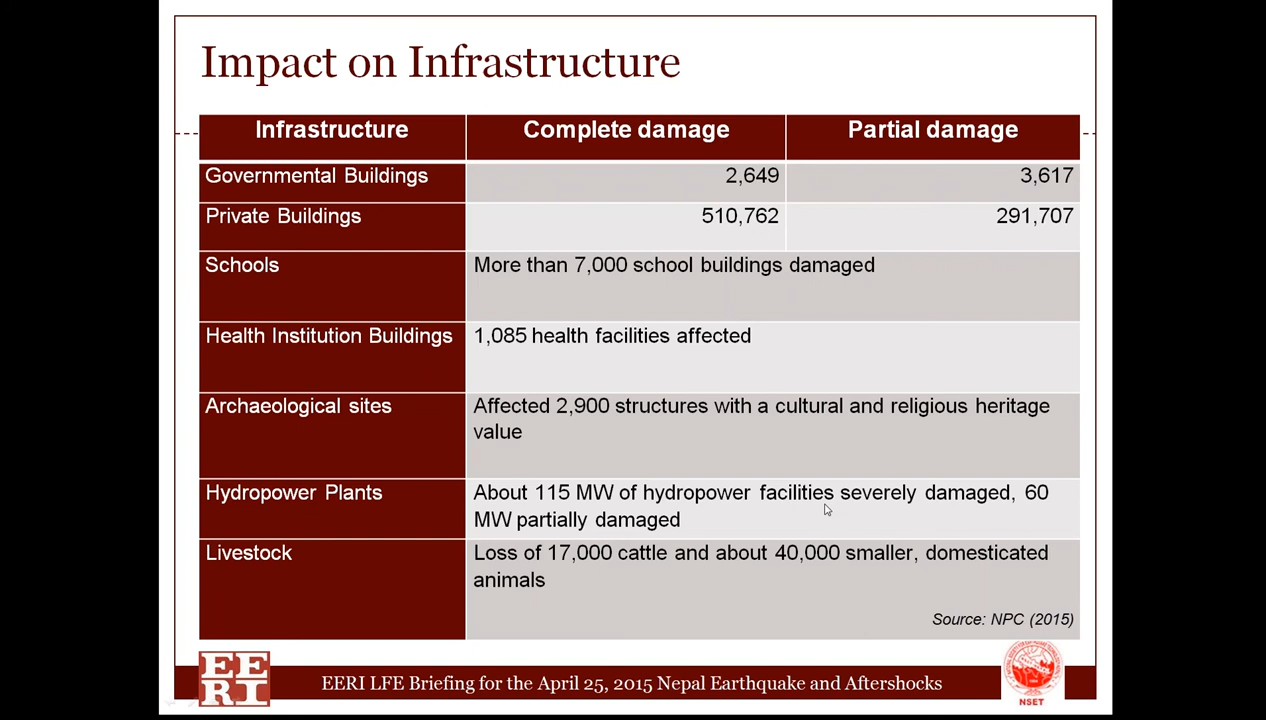 Impact on Infrastructure
Infrastructure Complete damage Partial damage
Governmental Buildings 2,649 3,617
Private Buildings 510,762 291,707
Schools More than 7,000 school buildings damaged
Health Institution Buildings 1,085 health facilities affected
Archaeological sites Affected 2,900 structures with a cultural and religious heritage
value
Hydropower Plants About 115 MW of hydropower facilities severely damaged, 60
MW partially damaged
Livestock Loss of 17,000 cattle and about 40,000 smaller, domesticated
animals
Source: NPC (2015)
EE
RI
EERI LFE Briefing for the April 25, 2015 Nepal Earthquake and Aftershocks
NSET